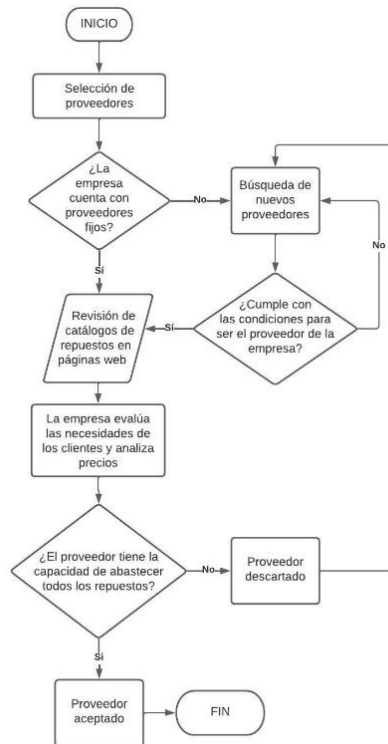 INICIO
Selección de
proveedores
¿La
empresa
cuenta con
proveedores
fijos?
No
Búsqueda de
nuevos
proveedores
No
Sí
¿Cumple con
las condiciones para
ser el proveedor de la
empresa?
Sí
Revisión de
catálogos de
repuestos en
páginas web
La empresa evalúa
las necesidades de
los clientes y analiza
precios
¿El proveedor tiene la
capacidad de abastecer
todos los repuestos?
No
Proveedor
descartado
Sí
Proveedor
aceptado
FIN